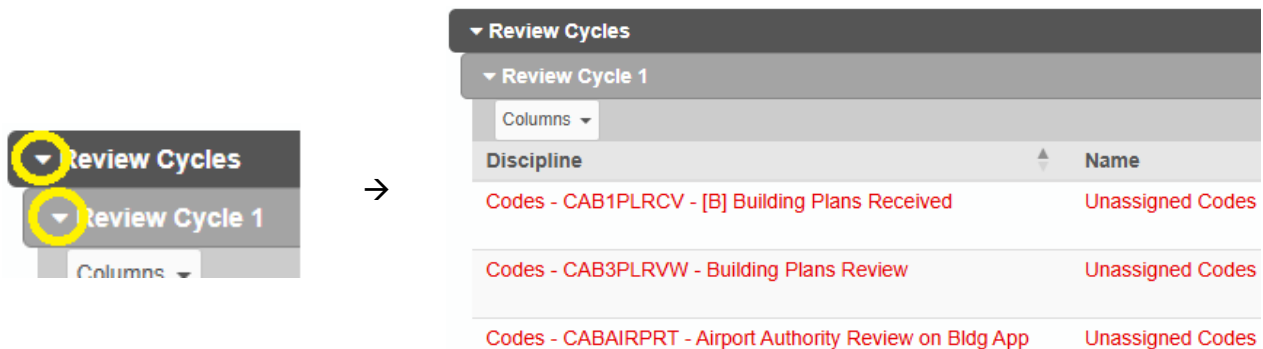 Review Cycles
Review Cycle 1
Columns
→
Review Cycles
Review Cycle 1
Columns
Discipline Name
Codes - CAB1PLRCV - [B] Building Plans Received Unassigned Codes
Codes - CAB3PLRVW - Building Plans Review Unassigned Codes
Codes - CABAIRPRT - Airport Authority Review on Bldg App Unassigned Codes